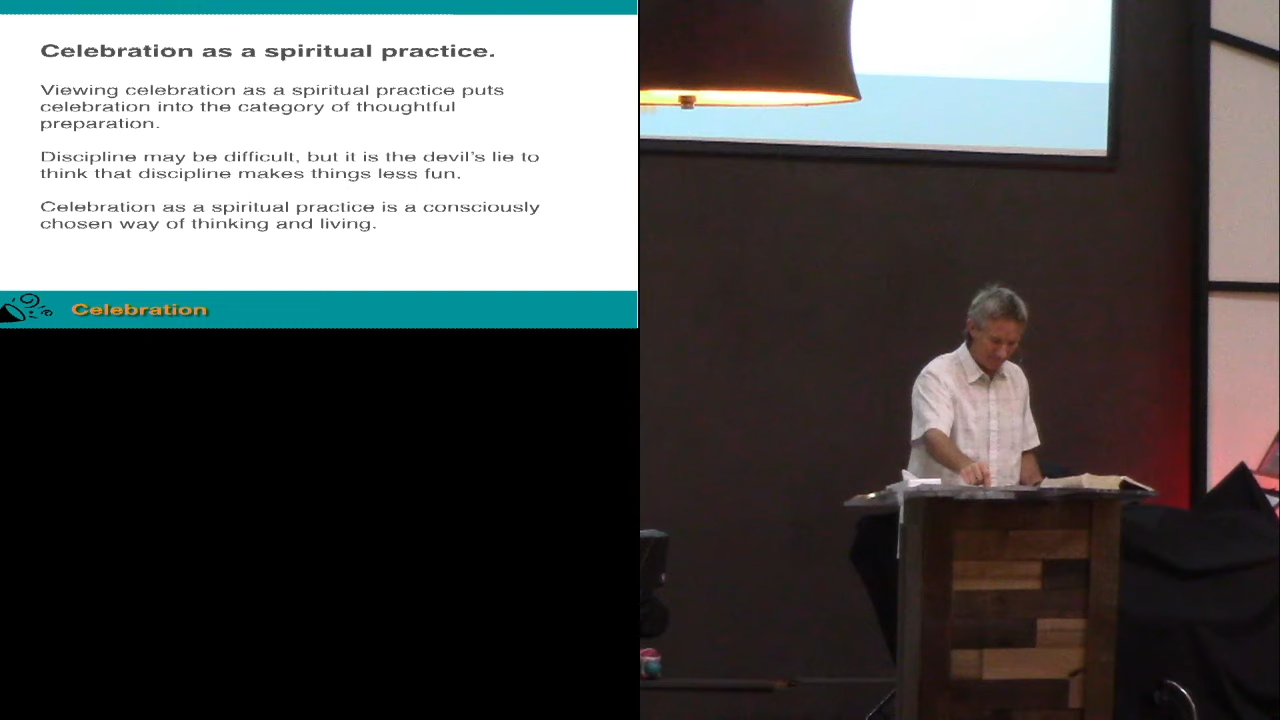 Celebration as a spiritual practice.
Viewing celebration as a spiritual practice puts
celebration into the category of thoughtful
preparation.
Discipline may be difficult, but it is the devil's lie to
think that discipline makes things less fun.
Celebration as a spiritual practice is a consciously
chosen way of thinking and living.
Celebration